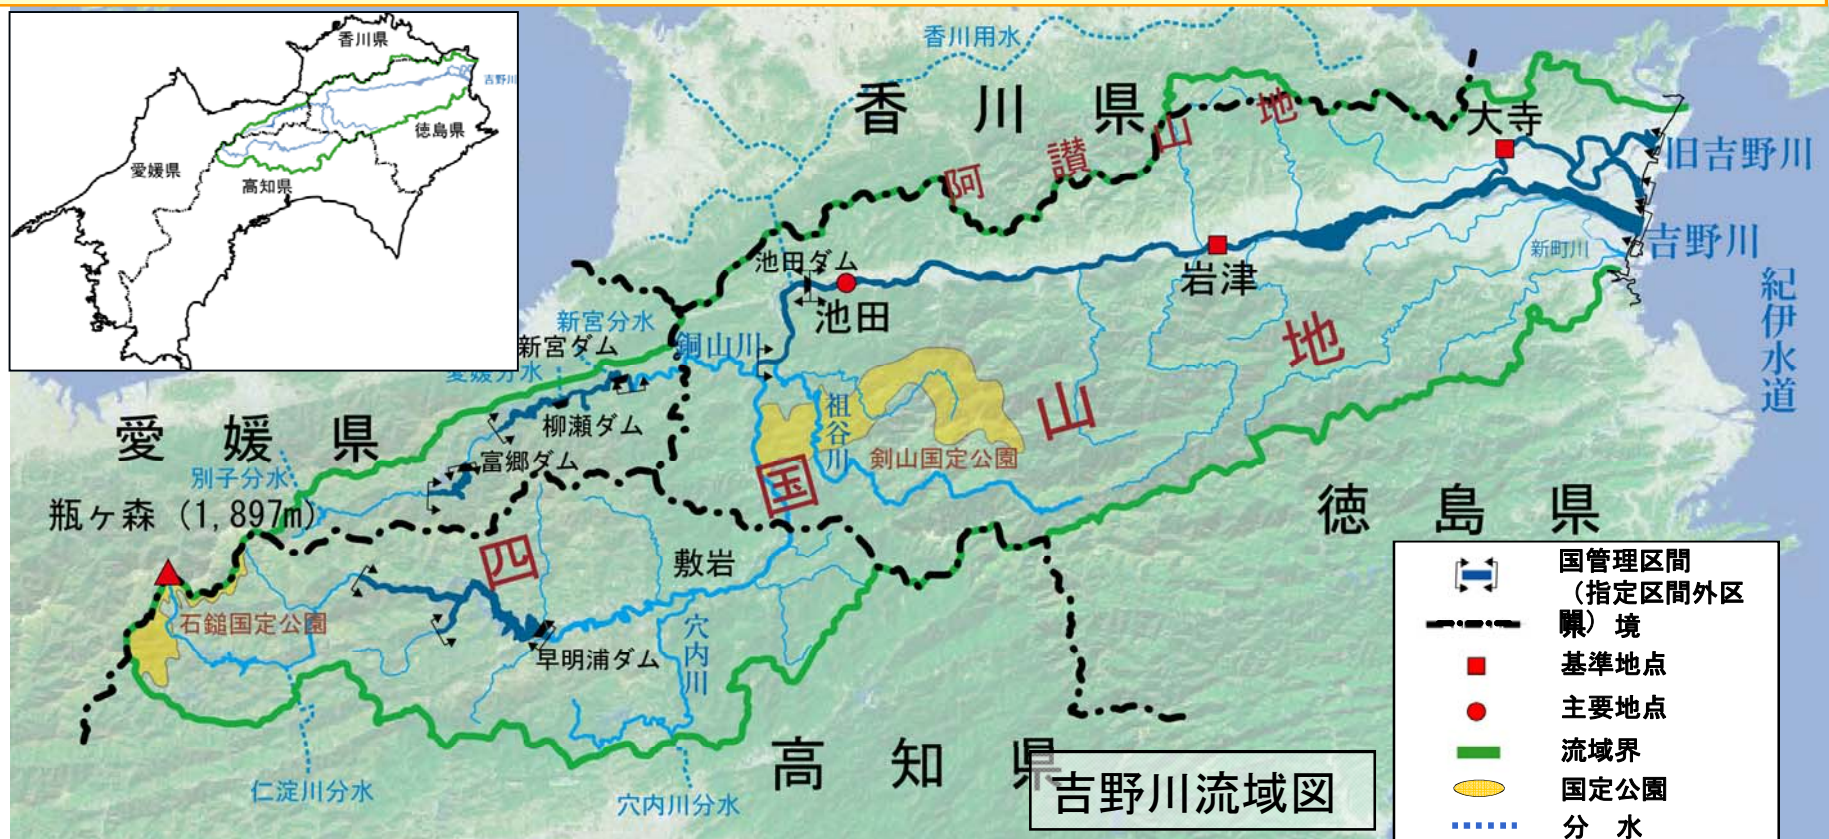 香川県
吉野川
徳島県
愛媛県
高知県
香川用水
香川県
阿讃山地
大寺
旧吉野川
吉野川
新町川
紀伊水道
岩津
池田ダム
池田
新宮分水
新宮ダム
銅山川
愛媛分水
柳瀬ダム
富郷ダム
愛媛県
別子分水
瓶ヶ森 (1,897m)
祖谷川
剣山国定公園
四国山地
徳島県
敷岩
石鎚国定公園
早明浦ダム
穴内川
仁淀川分水
穴内川分水
高知県
吉野川流域図
国管理区間
（指定区間外区
間）
県 境
基準地点
主要地点
流域界
国定公園
分 水